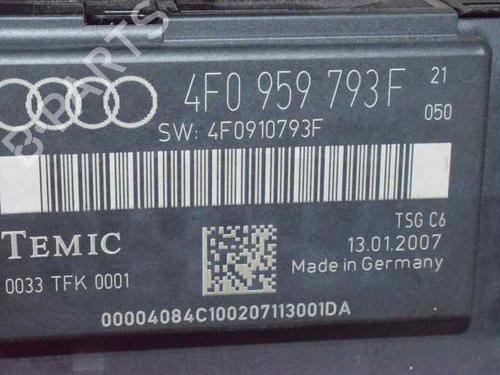 B-PARTS
4F0 959 793F 21
050
SW: 4F0910793F
TEMIC
TSG C6
13.01.2007
0033 TFK 0001
Made in Germany
00004084C100207113001DA